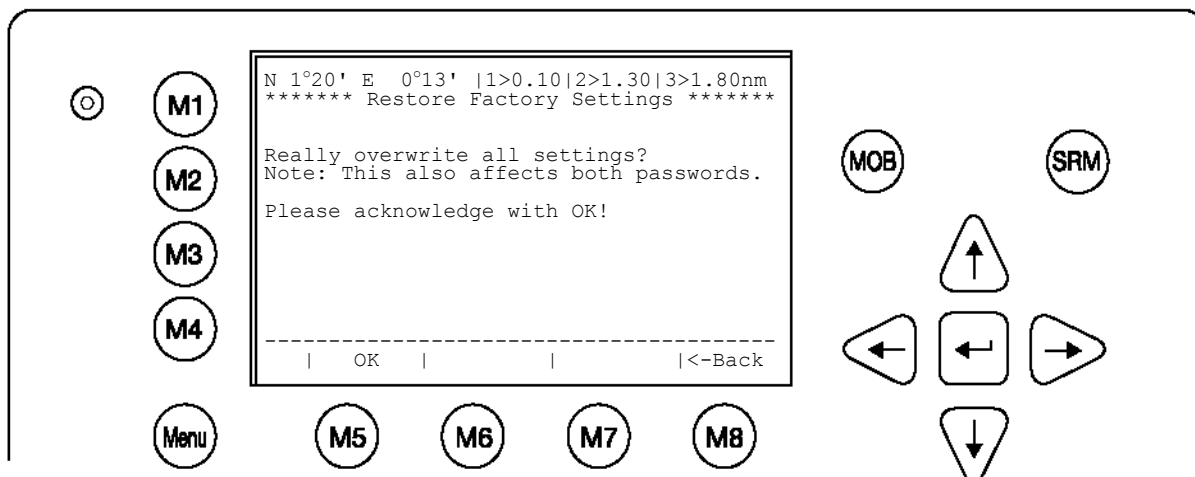 N 1°20' E  0°13' |1>0.10|2>1.30|3>1.80nm
******* Restore Factory Settings *******
Really overwrite all settings?
Note: This also affects both passwords.
Please acknowledge with OK!
----------------------------------------
|  OK  |         |         |<-Back
M1
M2
M3
M4
MOB
SRM
Menu
M5
M6
M7
M8